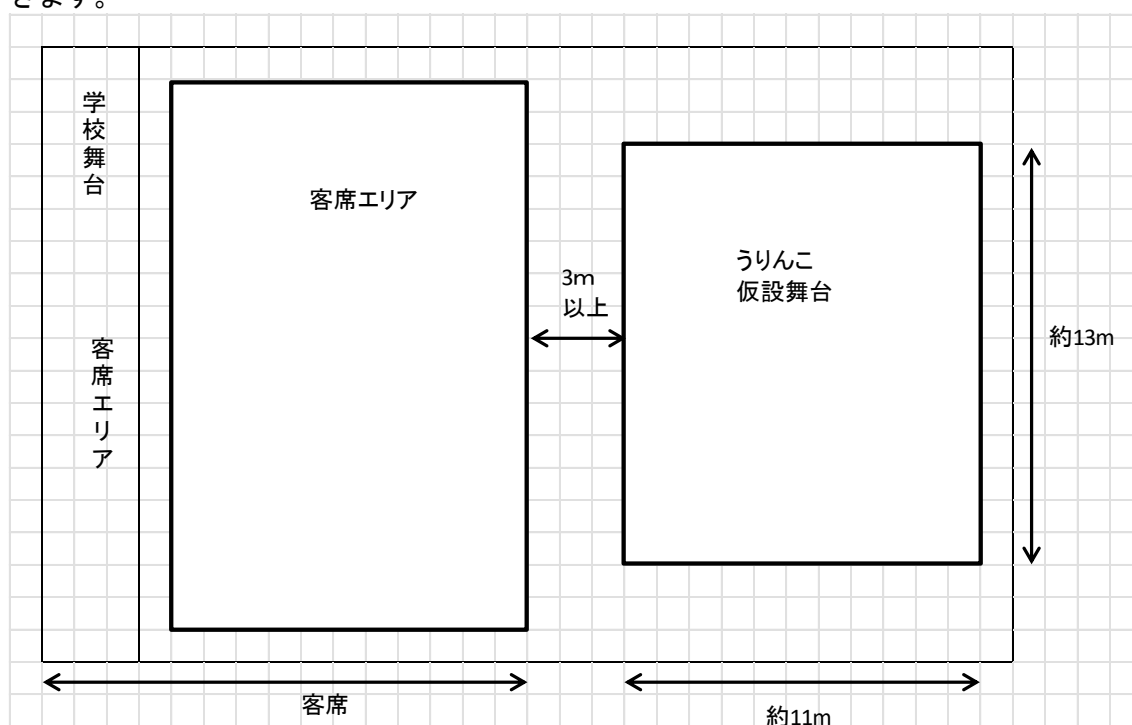 きます。
学校舞台
客席エリア
客席エリア
3m
以上
うりんこ
仮設舞台
約13m
客席
約11m